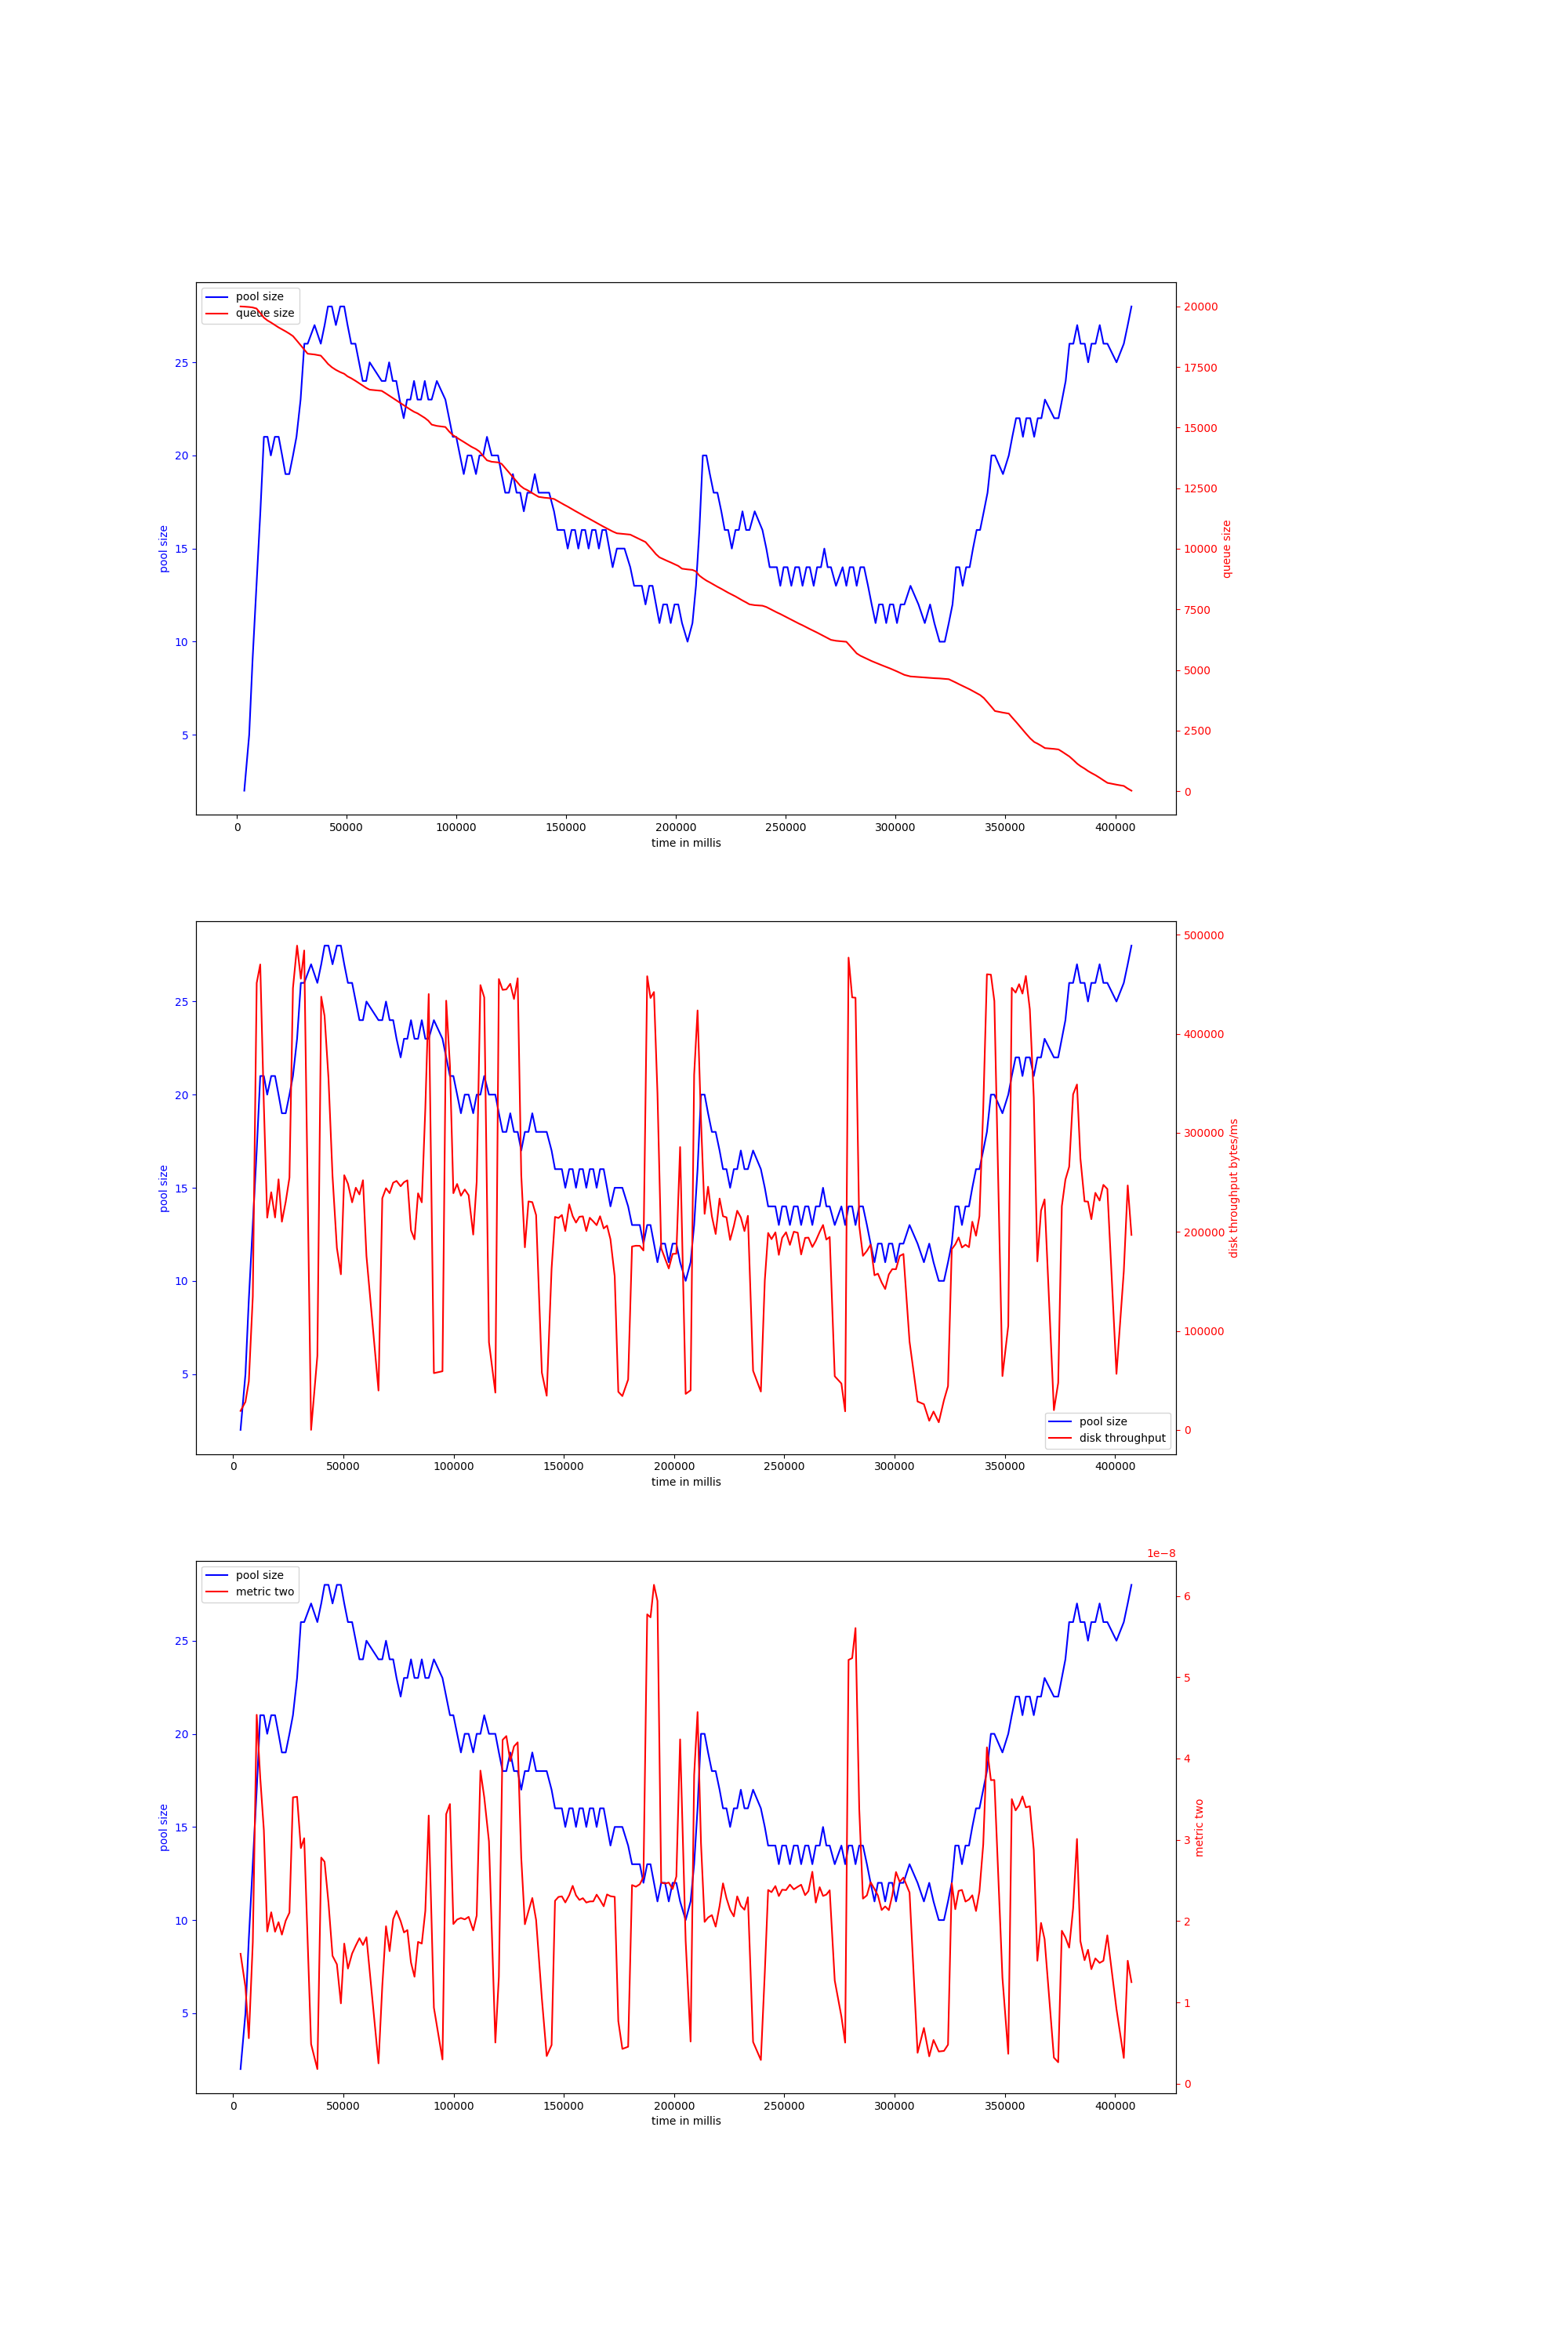 pool size
queue size
25
20
15
10
5
pool size
20000
17500
15000
12500
10000
7500
5000
2500
0
queue size
0 50000 100000 150000 200000 250000 300000 350000 400000
time in millis
25
20
15
10
5
pool size
500000
400000
300000
200000
100000
0
disk throughput bytes/ms
pool size
disk throughput
0 50000 100000 150000 200000 250000 300000 350000 400000
time in millis
1e−8
pool size
metric two
25
20
15
10
5
pool size
6
5
4
3
2
1
0
metric two
0 50000 100000 150000 200000 250000 300000 350000 400000
time in millis